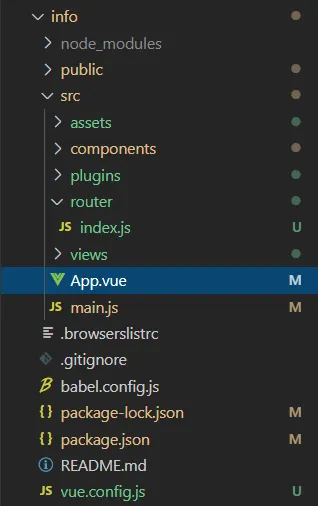 info
node_modules
public
src
assets
components
plugins
router
JS index.js U
views
App.vue M
JS main.js M
.browserslistrc
.gitignore
babel.config.js
{ } package-lock.json M
{ } package.json M
README.md
JS vue.config.js U